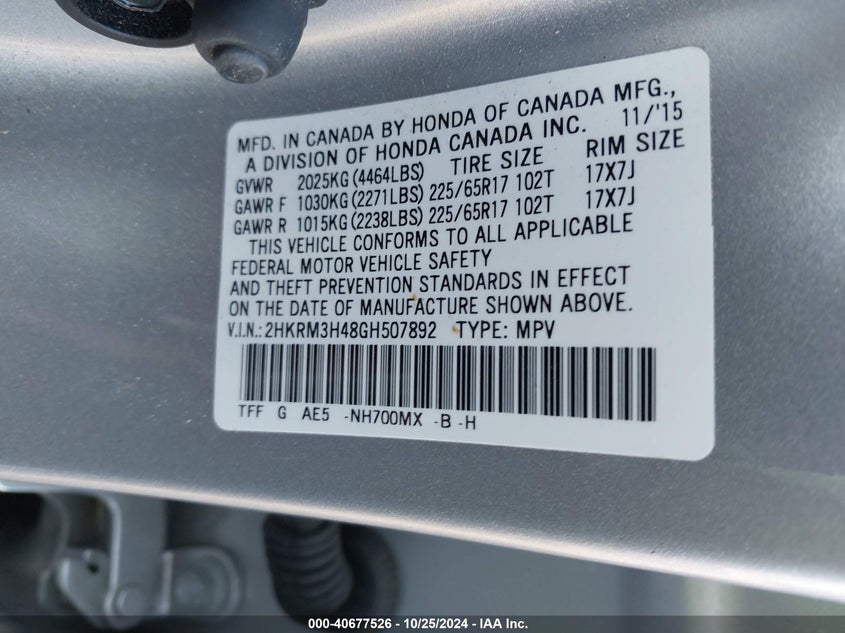 MFD. IN CANADA BY HONDA OF CANADA MFG.,
A DIVISION OF HONDA CANADA INC. 11/'15
GVWR 2025KG (4464LBS) TIRE SIZE RIM SIZE
GAWR F 1030KG (2271LBS) 225/65R17 102T 17X7J
GAWR R 1015KG (2238LBS) 225/65R17 102T 17X7J
THIS VEHICLE CONFORMS TO ALL APPLICABLE
FEDERAL MOTOR VEHICLE SAFETY
AND THEFT PREVENTION STANDARDS IN EFFECT
ON THE DATE OF MANUFACTURE SHOWN ABOVE.
V.I.N.: 2HKRM3H48GH507892 TYPE: MPV
TFF G AE5 -NH700MX -B -H
000-40677526 - 10/25/2024 - IAA Inc.